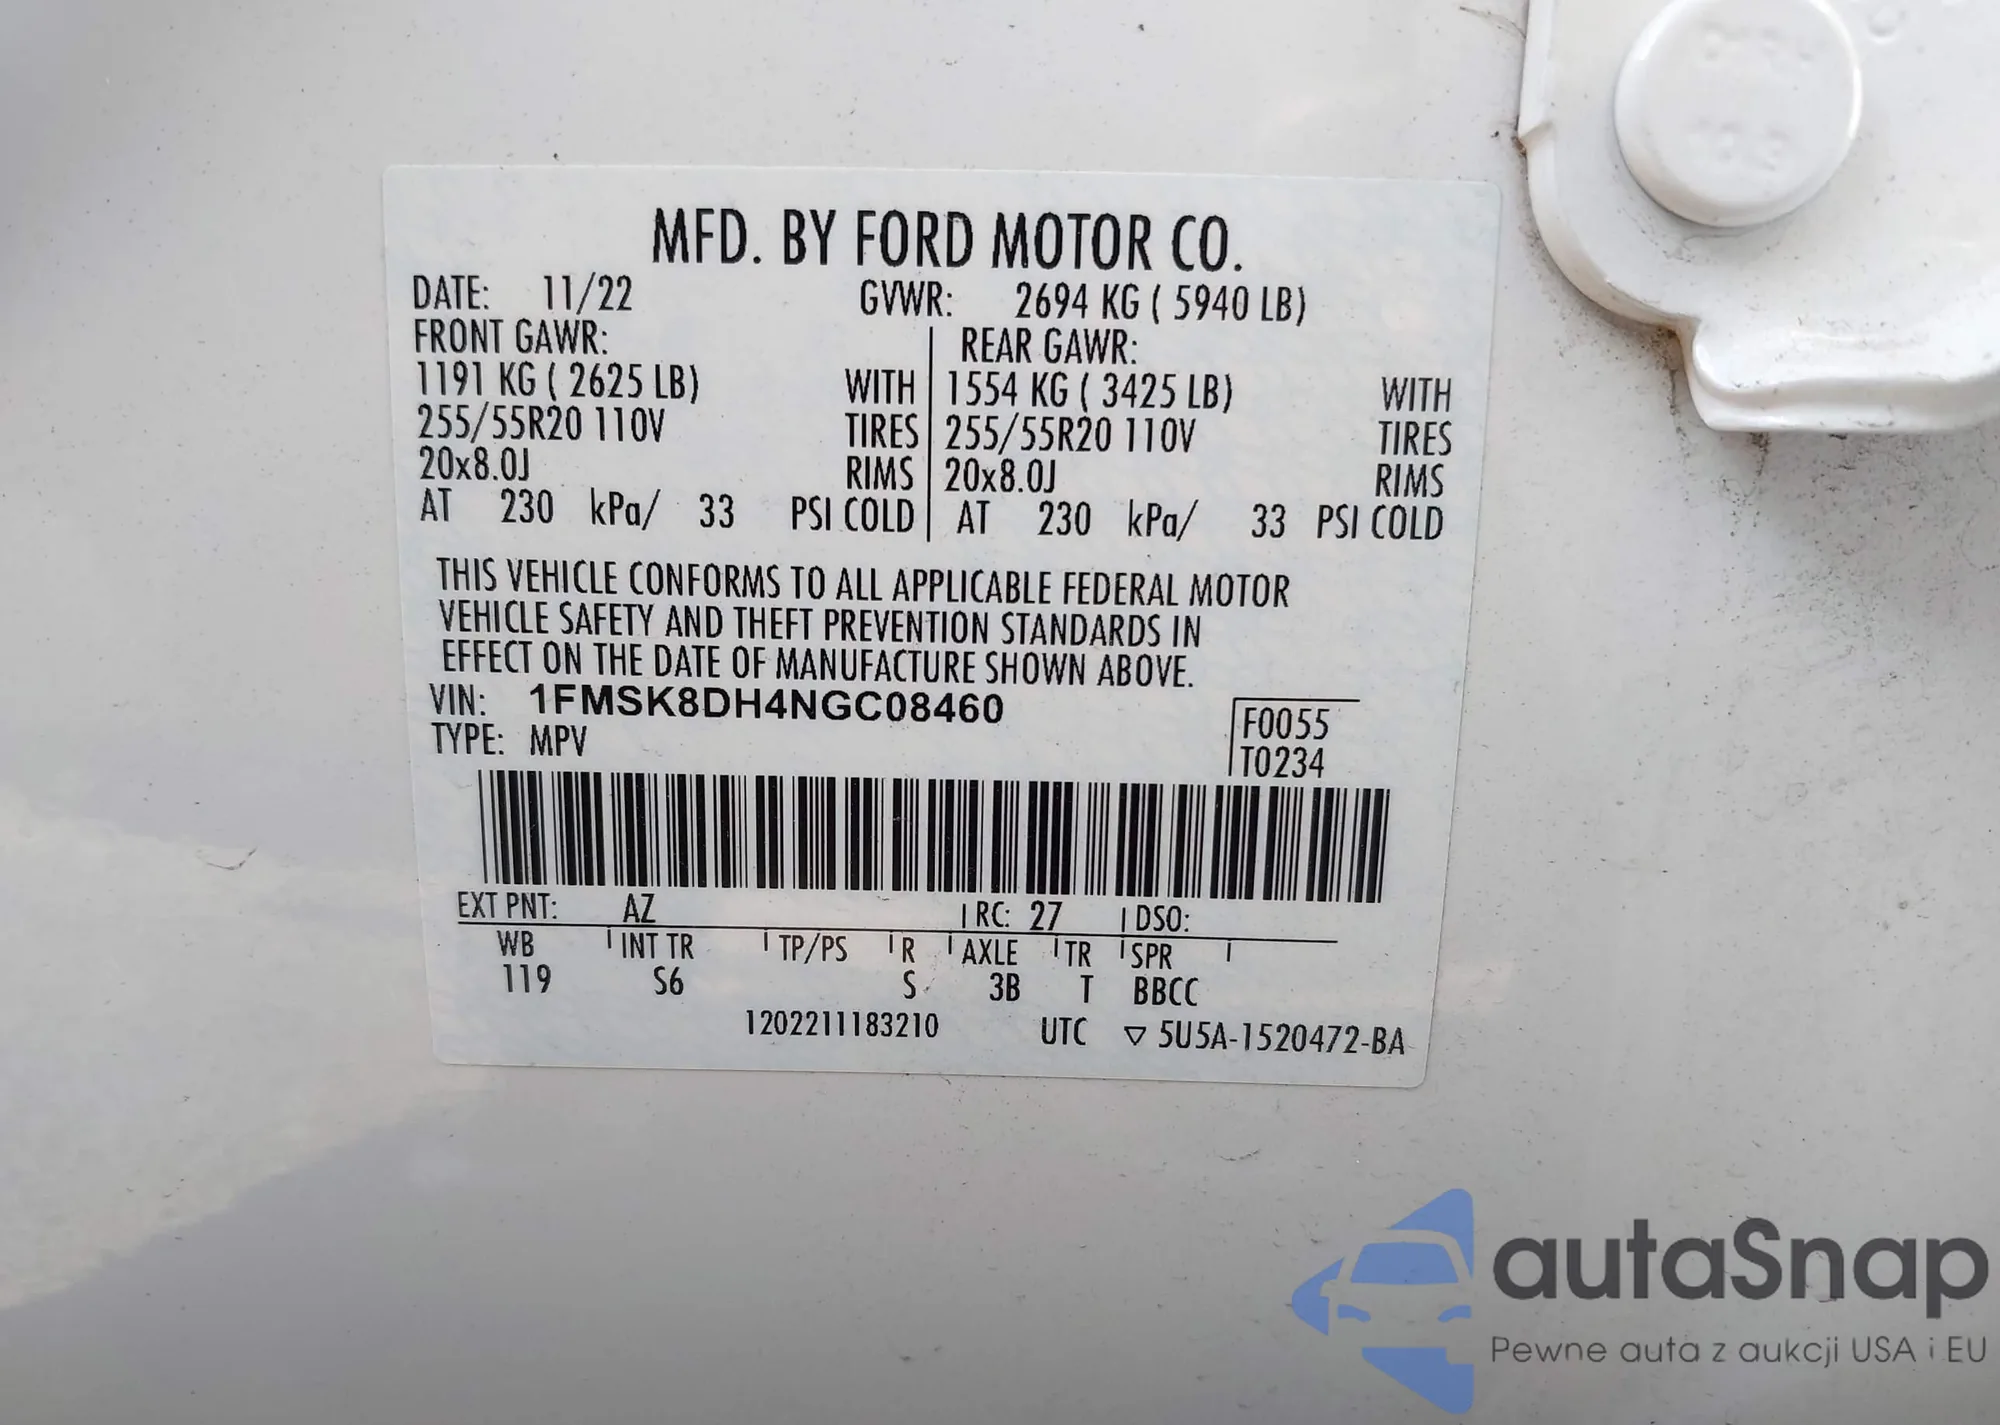 MFD. BY FORD MOTOR CO.
DATE: 11/22 GVWR: 2694 KG ( 5940 LB)
FRONT GAWR: REAR GAWR:
1191 KG ( 2625 LB) WITH 1554 KG ( 3425 LB) WITH
255/55R20 110V TIRES 255/55R20 110V TIRES
20x8.0J RIMS 20x8.0J RIMS
AT 230 kPa/ 33 PSI COLD AT 230 kPa/ 33 PSI COLD
THIS VEHICLE CONFORMS TO ALL APPLICABLE FEDERAL MOTOR
VEHICLE SAFETY AND THEFT PREVENTION STANDARDS IN
EFFECT ON THE DATE OF MANUFACTURE SHOWN ABOVE.
VIN: 1FMSK8DH4NGC08460
F0055
TYPE: MPV
T0234
EXT PNT: AZ RC: 27 DSO:
WB INT TR TP/PS R AXLE TR SPR
119 S6 S 3B T BBCC
1202211183210 UTC ▽ 5U5A-1520472-BA
autaSnap
Pewne auta z aukcji USA i EU